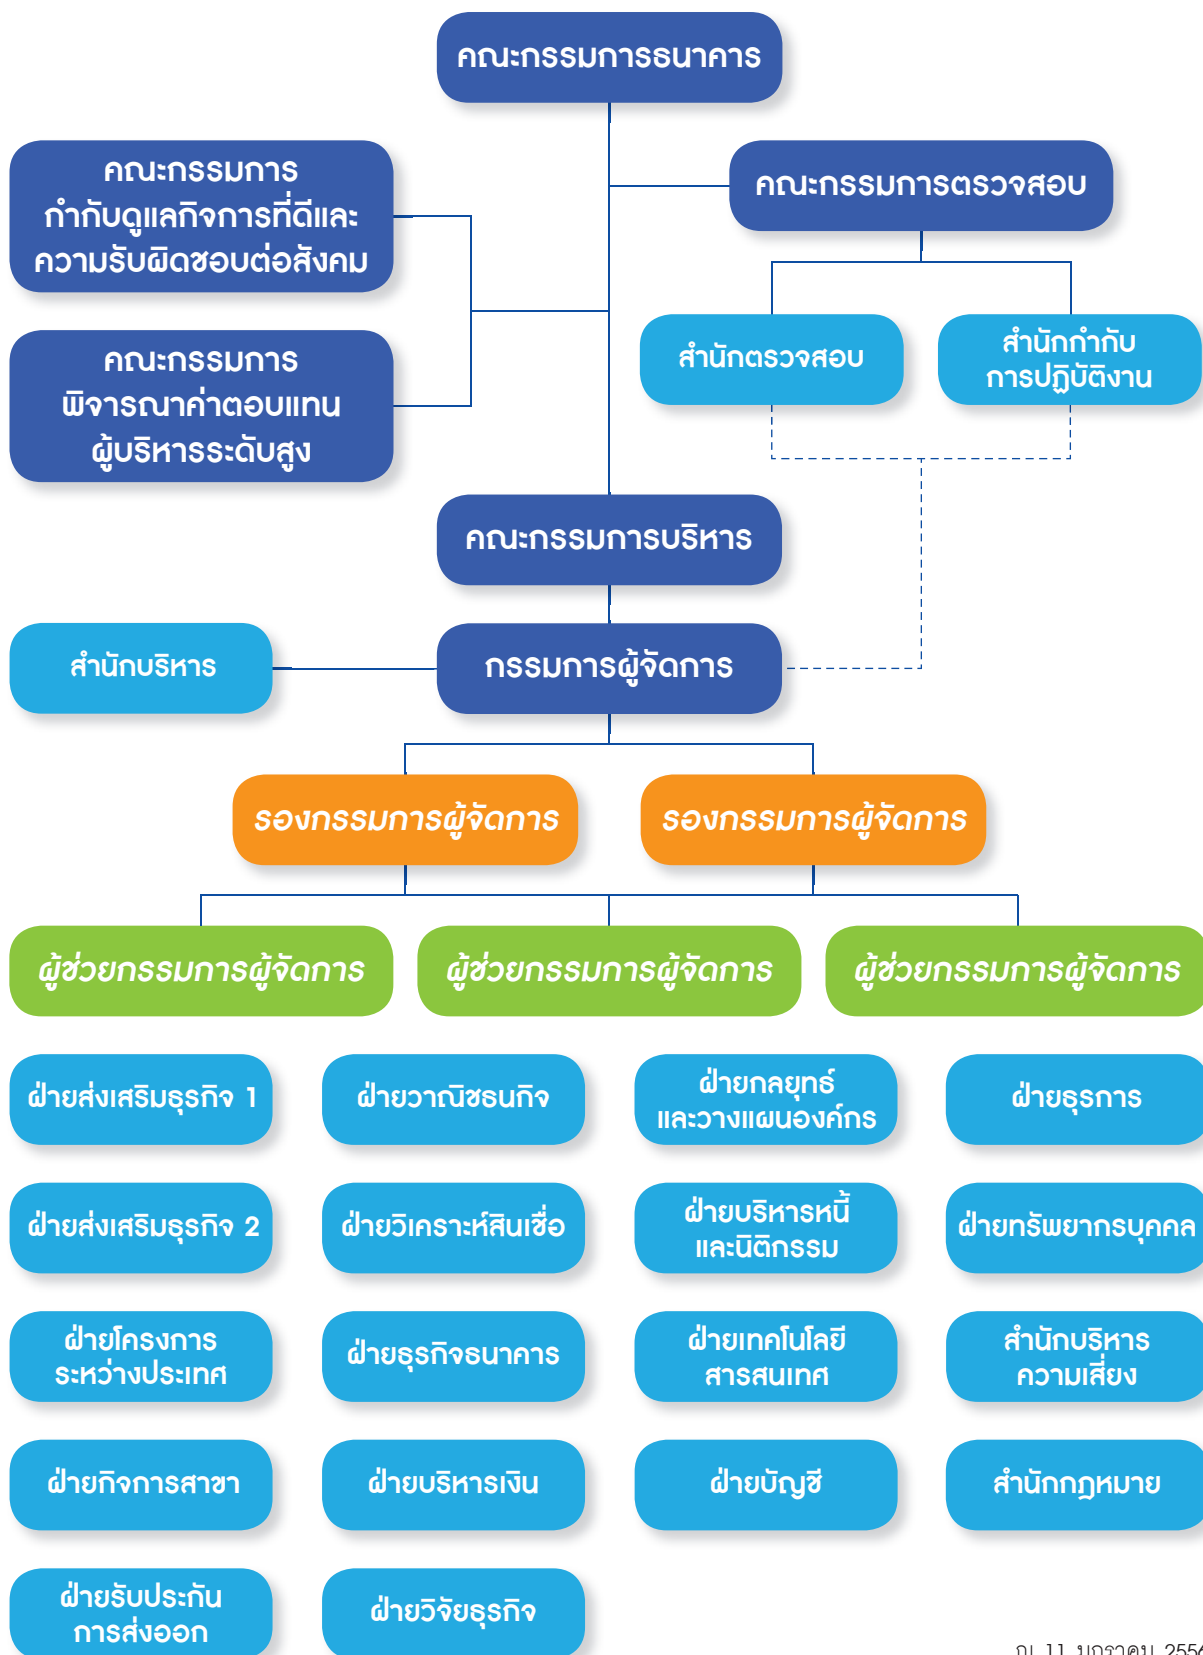 คณะกรรมการธนาคาร
คณะกรรมการ
กำกับดูแลกิจการที่ดีและ
ความรับผิดชอบต่อสังคม
คณะกรรมการตรวจสอบ
สำนักตรวจสอบ
สำนักกำกับ
การปฏิบัติงาน
คณะกรรมการ
พิจารณาค่าตอบแทน
ผู้บริหารระดับสูง
คณะกรรมการบริหาร
สำนักบริหาร
กรรมการผู้จัดการ
รองกรรมการผู้จัดการ
รองกรรมการผู้จัดการ
ผู้ช่วยกรรมการผู้จัดการ
ผู้ช่วยกรรมการผู้จัดการ
ผู้ช่วยกรรมการผู้จัดการ
ฝ่ายส่งเสริมธุรกิจ 1
ฝ่ายวาณิชธนกิจ
ฝ่ายกลยุทธ์
และวางแผนองค์กร
ฝ่ายธุรการ
ฝ่ายส่งเสริมธุรกิจ 2
ฝ่ายวิเคราะห์สินเชื่อ
ฝ่ายบริหารหนี้
และนิติกรรม
ฝ่ายทรัพยากรบุคคล
ฝ่ายโครงการ
ระหว่างประเทศ
ฝ่ายธุรกิจธนาคาร
ฝ่ายเทคโนโลยี
สารสนเทศ
สำนักบริหาร
ความเสี่ยง
ฝ่ายกิจการสาขา
ฝ่ายบริหารเงิน
ฝ่ายบัญชี
สำนักกฎหมาย
ฝ่ายรับประกัน
การส่งออก
ฝ่ายวิจัยธุรกิจ
ณ 11 มกราคม 2556